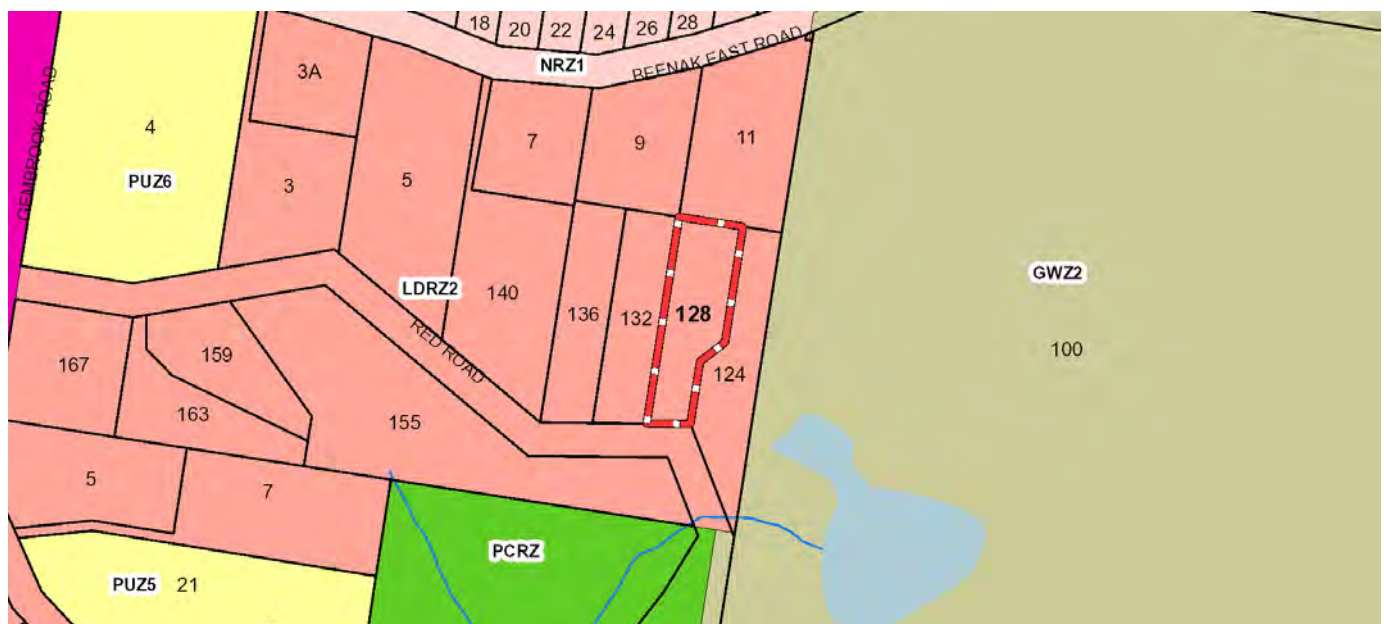 18
20
22
24
26
28
NRZ1
BEENAK EAST ROAD
3A
4
GEMBROOK ROAD
PUZ6
3
5
7
9
11
LDRZ2
140
136
132
128
124
GWZ2
100
RED ROAD
167
159
163
155
5
7
PCRZ
PUZ5
21